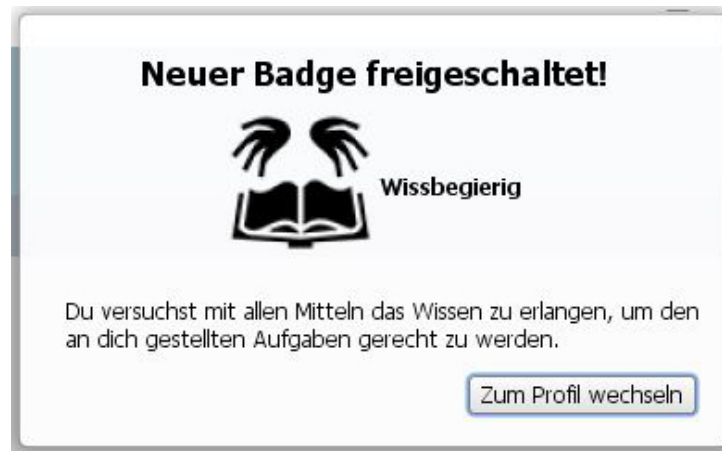 Neuer Badge freigeschaltet!
Wissbegierig
Du versuchst mit allen Mitteln das Wissen zu erlangen, um den
an dich gestellten Aufgaben gerecht zu werden.
Zum Profil wechseln